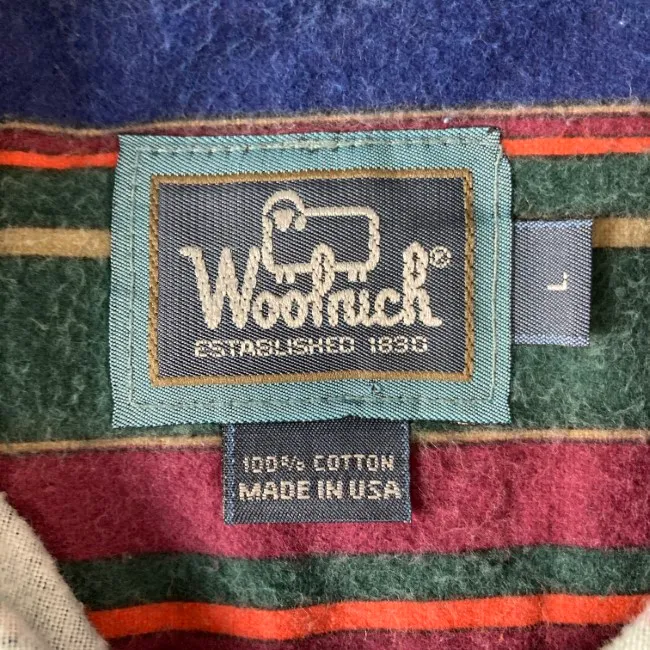 Woolrich®
ESTABLISHED 1830
L
100% COTTON
MADE IN USA